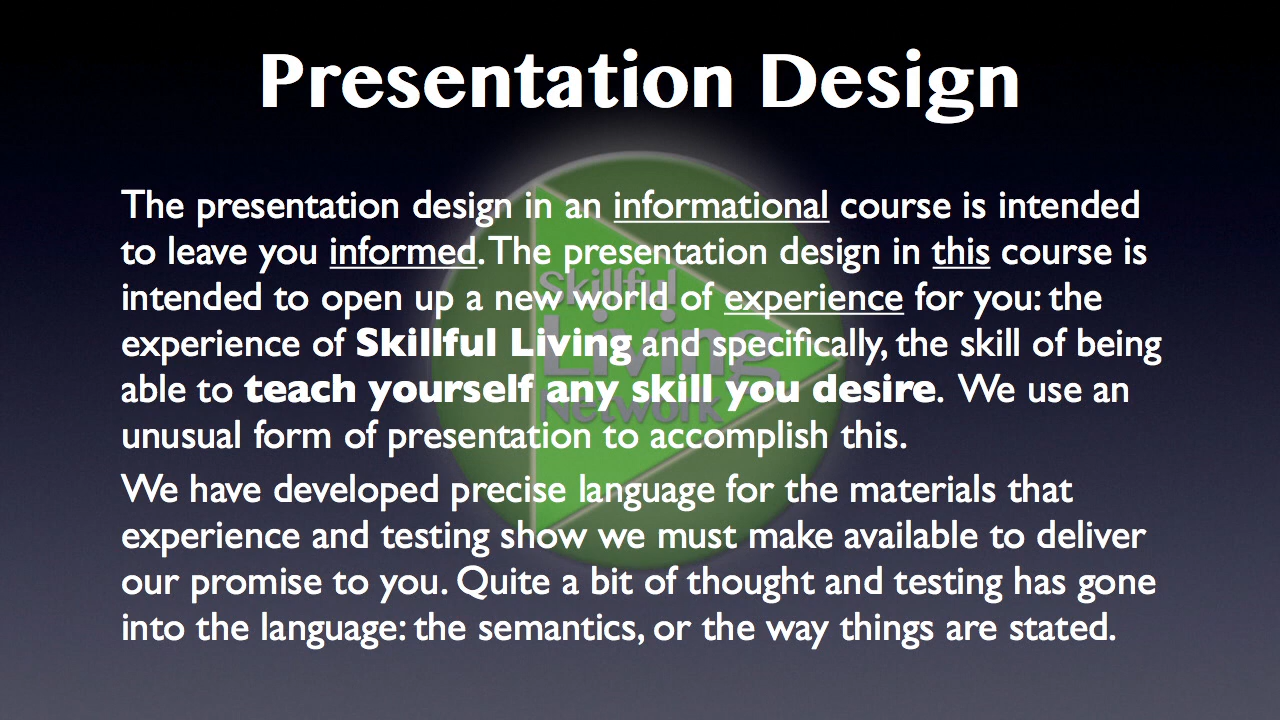 Presentation Design
The presentation design in an informational course is intended
to leave you informed. The presentation design in this course is
intended to open up a new world of experience for you: the
experience of Skillful Living and specifically, the skill of being
able to teach yourself any skill you desire.  We use an
unusual form of presentation to accomplish this.
We have developed precise language for the materials that
experience and testing show we must make available to deliver
our promise to you. Quite a bit of thought and testing has gone
into the language: the semantics, or the way things are stated.
Skillful
Living
Network